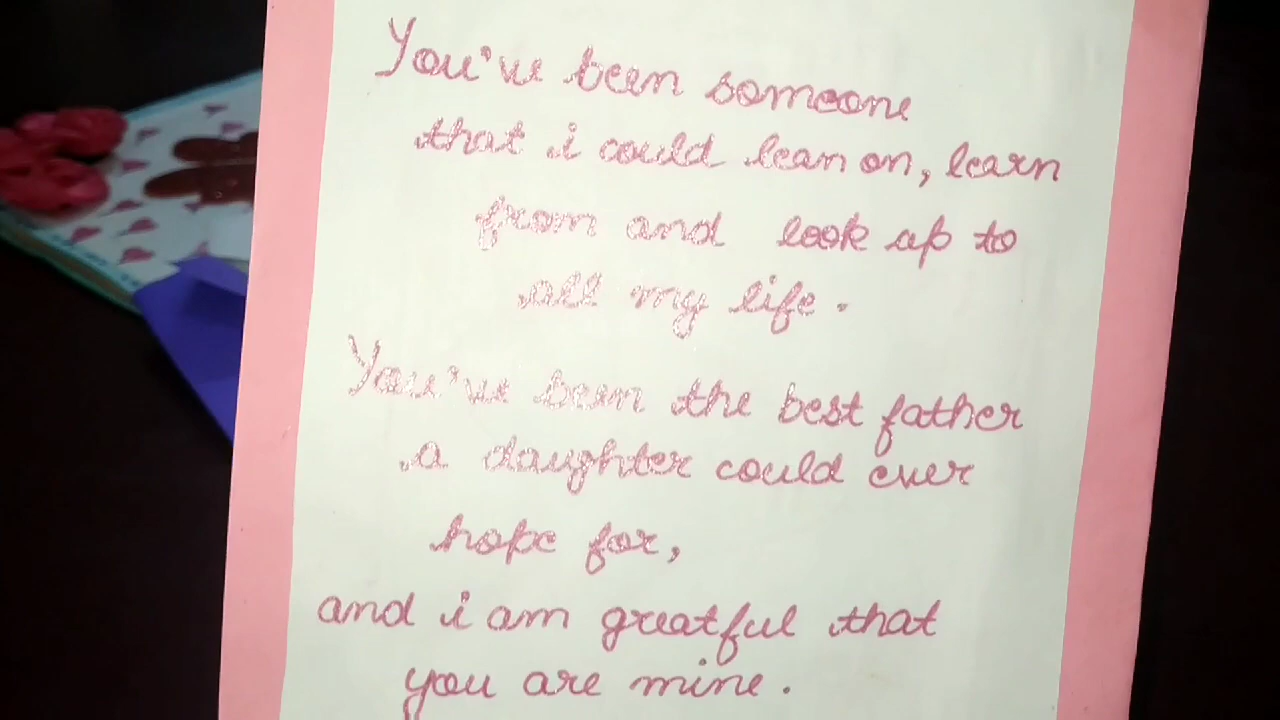 You've been someone
that i could lean on, learn
from and look up to
all my life.
You've been the best father
a daughter could ever
hope for,
and i am greatful that
you are mine.